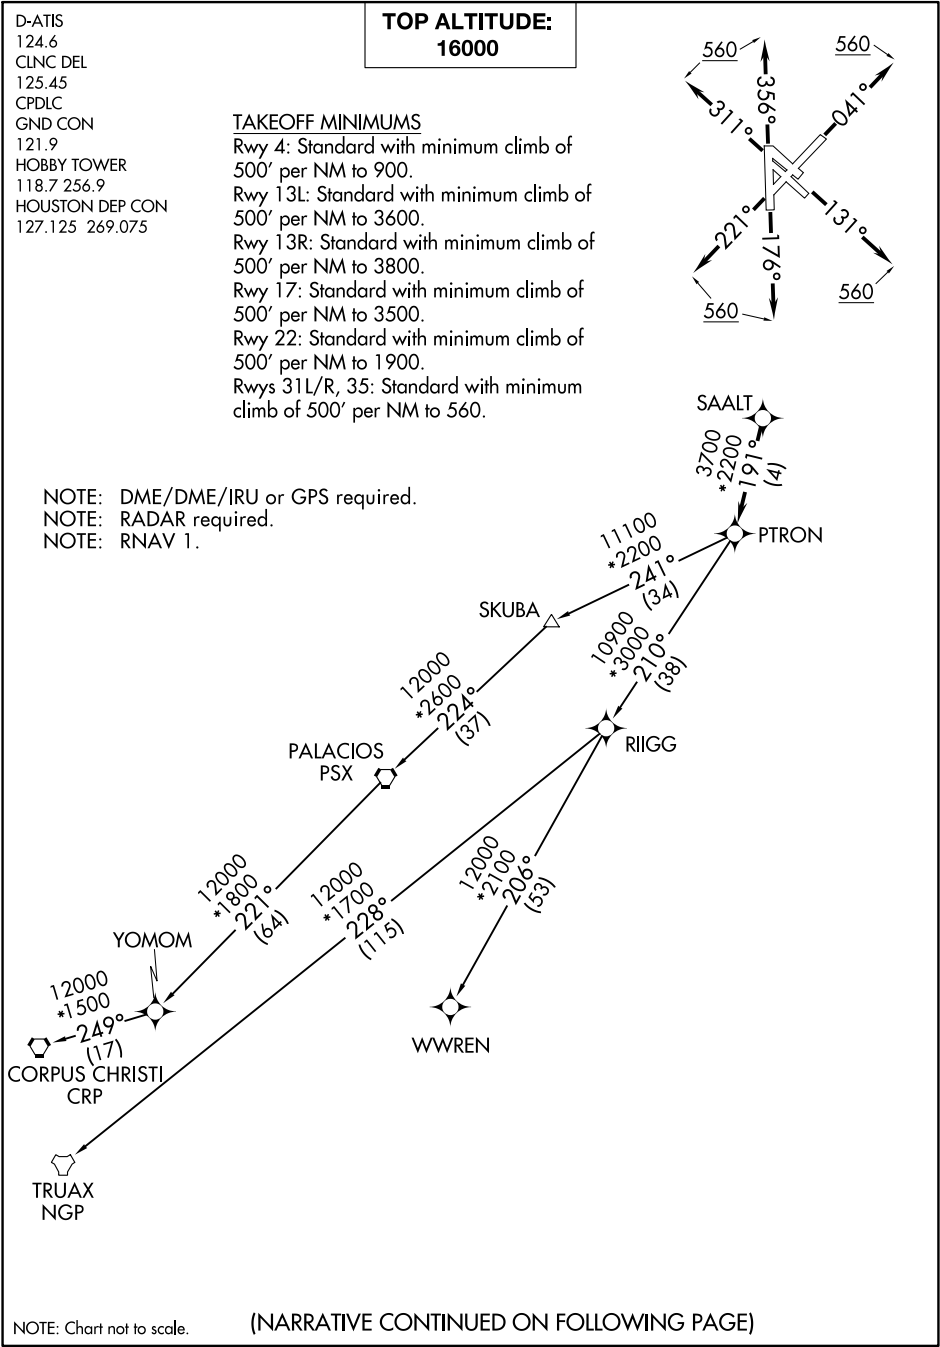 D-ATIS
124.6
CLNC DEL
125.45
CPDLC
GND CON
121.9
HOBBY TOWER
118.7 256.9
HOUSTON DEP CON
127.125 269.075
TOP ALTITUDE:
16000
TAKEOFF MINIMUMS
Rwy 4: Standard with minimum climb of
500' per NM to 900.
Rwy 13L: Standard with minimum climb of
500' per NM to 3600.
Rwy 13R: Standard with minimum climb of
500' per NM to 3800.
Rwy 17: Standard with minimum climb of
500' per NM to 3500.
Rwy 22: Standard with minimum climb of
500' per NM to 1900.
Rwys 31L/R, 35: Standard with minimum
climb of 500' per NM to 560.
560
560
356°
311°
041°
221°
176°
131°
560
560
NOTE: DME/DME/IRU or GPS required.
NOTE: RADAR required.
NOTE: RNAV 1.
SAALT
3700
*2200
191°
(4)
PTRON
11100
*2200
241°
(34)
SKUBA
10900
*3000
210°
(38)
12000
*2600
224°
(37)
RIIGG
PALACIOS
PSX
12000
*2100
206°
(53)
12000
*1800
221°
(64)
12000
*1700
228°
(115)
YOMOM
12000
*1500
249°
(17)
WWREN
CORPUS CHRISTI
CRP
TRUAX
NGP
NOTE: Chart not to scale.
(NARRATIVE CONTINUED ON FOLLOWING PAGE)